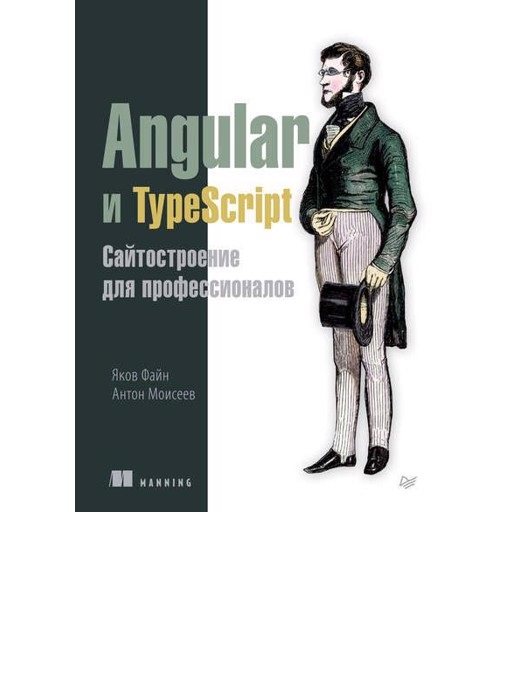 Angular
и TypeScript
Сайтостроение
для профессионалов
Яков Файн
Антон Моисеев
MANNING